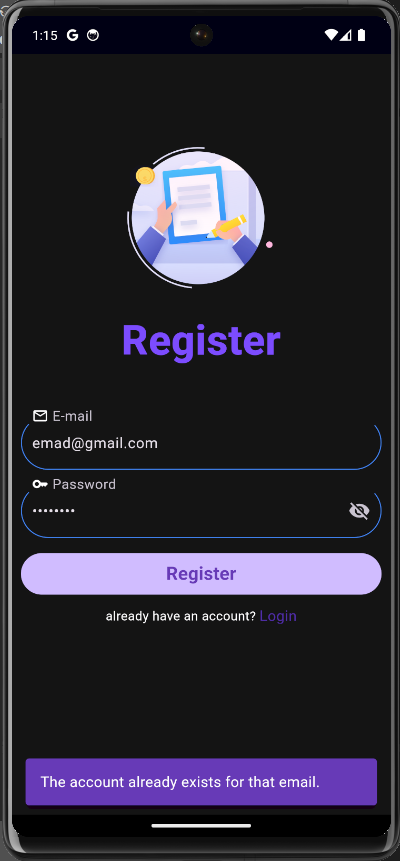 1:15
Register
E-mail
emad@gmail.com
Password
••••••••
Register
already have an account? Login
The account already exists for that email.